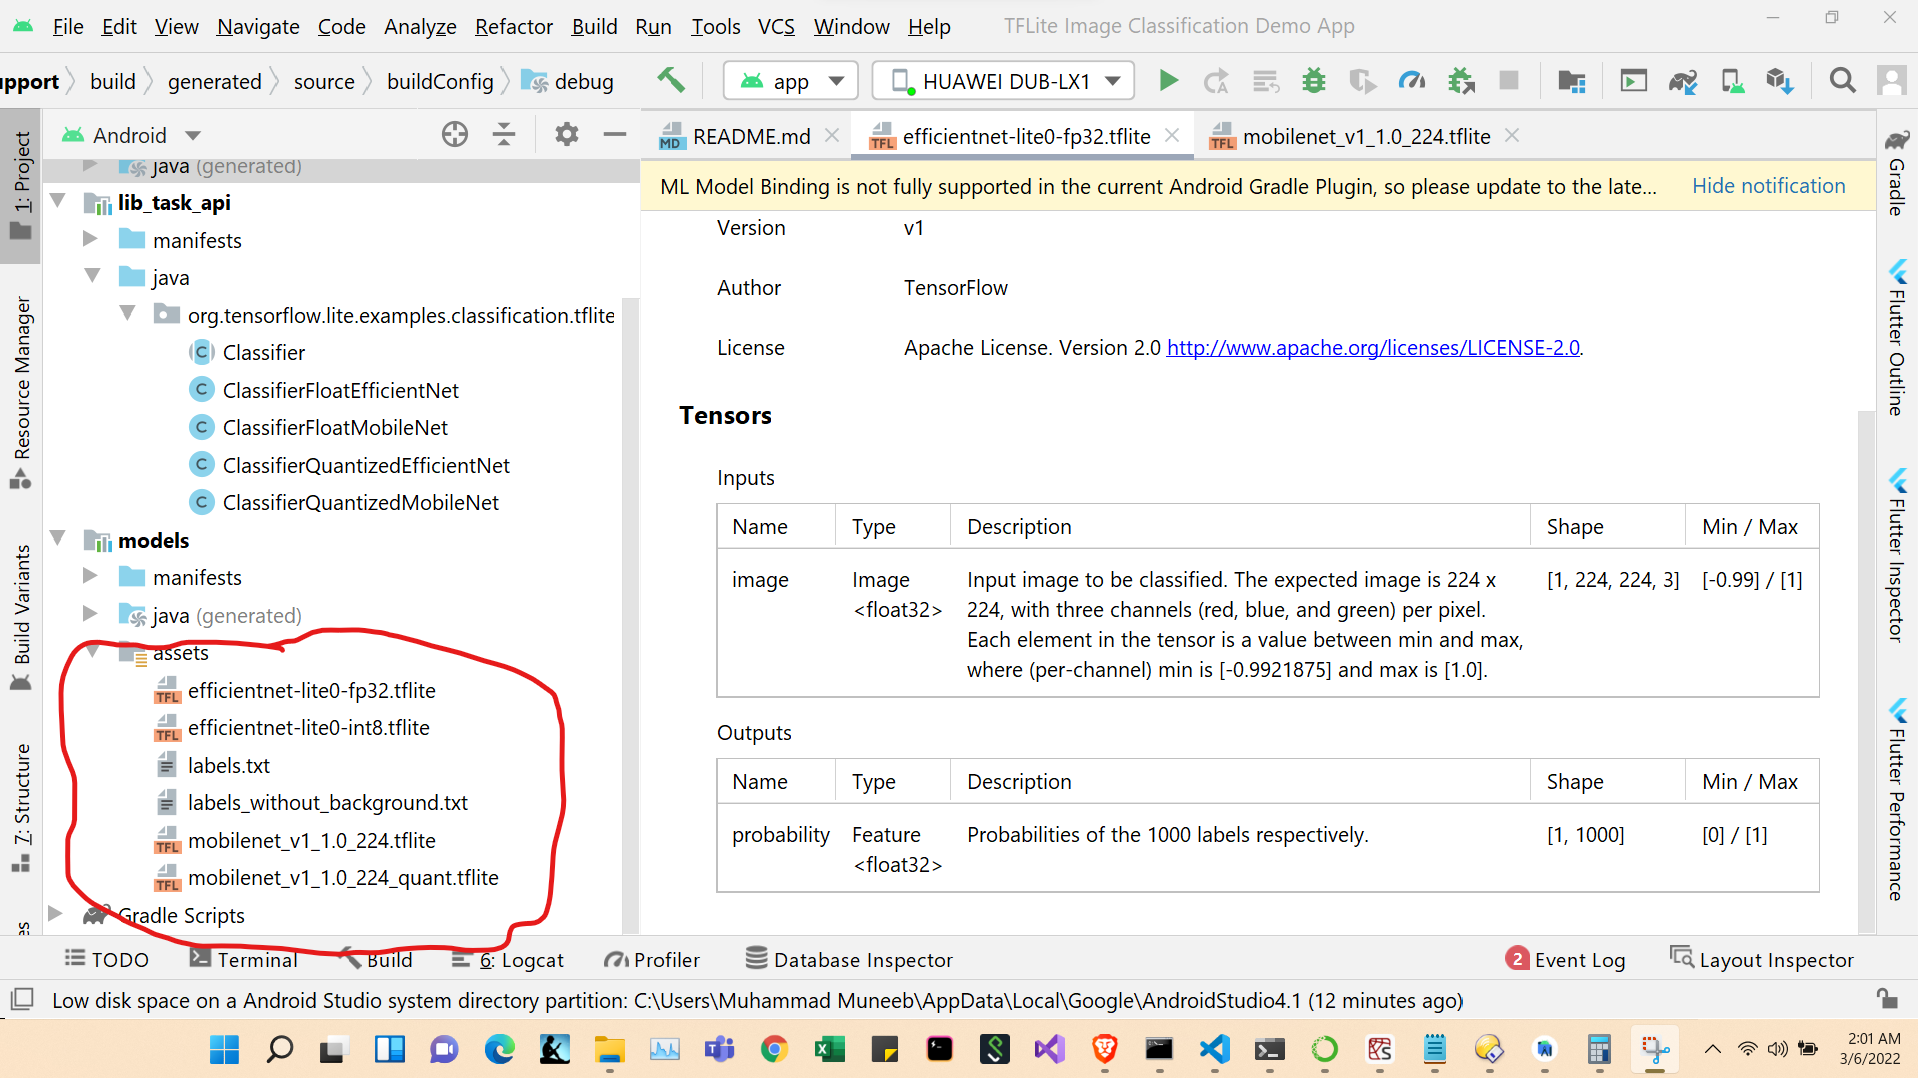 File Edit View Navigate Code Analyze Refactor Build Run Tools VCS Window Help TFLite Image Classification Demo App
pport build generated source buildConfig debug app HUAWEI DUB-LX1
Android
README.md efficientnet-lite0-fp32.tflite mobilenet_v1_1.0_224.tflite
1: Project
Resource Manager
Build Variants
7: Structure
java (generated)
lib_task_api
manifests
java
org.tensorflow.lite.examples.classification.tflite
C Classifier
C ClassifierFloatEfficientNet
C ClassifierFloatMobileNet
C ClassifierQuantizedEfficientNet
C ClassifierQuantizedMobileNet
models
manifests
java (generated)
assets
TFL efficientnet-lite0-fp32.tflite
TFL efficientnet-lite0-int8.tflite
labels.txt
labels_without_background.txt
TFL mobilenet_v1_1.0_224.tflite
TFL mobilenet_v1_1.0_224_quant.tflite
Gradle Scripts
ML Model Binding is not fully supported in the current Android Gradle Plugin, so please update to the late... Hide notification
Version v1
Author TensorFlow
License Apache License. Version 2.0 http://www.apache.org/licenses/LICENSE-2.0.
Tensors
Inputs
Name Type Description Shape Min / Max
image Image Input image to be classified. The expected image is 224 x [1, 224, 224, 3] [-0.99] / [1]
<float32> 224, with three channels (red, blue, and green) per pixel.
Each element in the tensor is a value between min and max,
where (per-channel) min is [-0.9921875] and max is [1.0].
Outputs
Name Type Description Shape Min / Max
probability Feature Probabilities of the 1000 labels respectively. [1, 1000] [0] / [1]
<float32>
Gradle
Flutter Outline
Flutter Inspector
Flutter Performance
TODO Terminal Build 6: Logcat Profiler Database Inspector 2 Event Log Layout Inspector
Low disk space on a Android Studio system directory partition: C:\Users\Muhammad Muneeb\AppData\Local\Google\AndroidStudio4.1 (12 minutes ago)
2:01 AM
3/6/2022